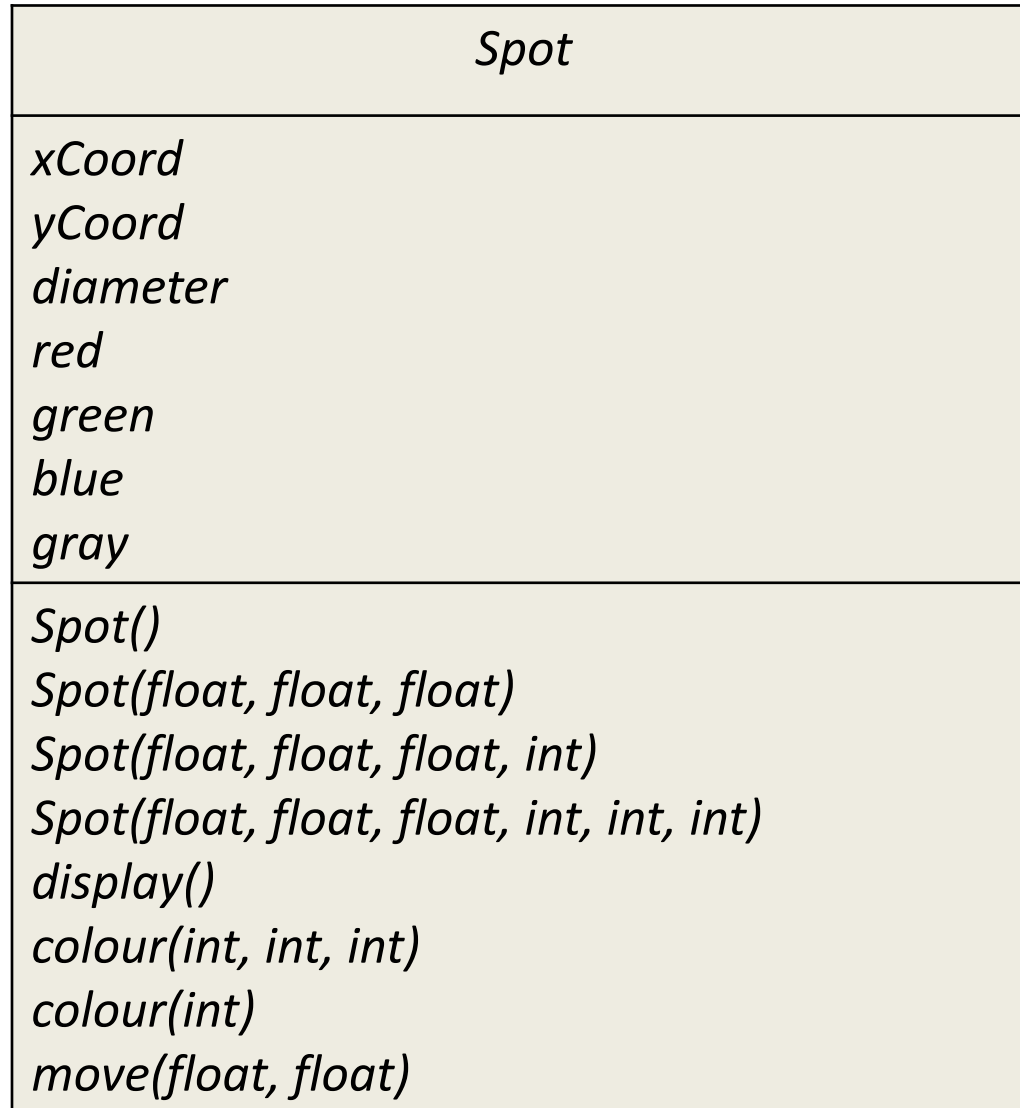 Spot
xCoord
yCoord
diameter
red
green
blue
gray
Spot()
Spot(float, float, float)
Spot(float, float, float, int)
Spot(float, float, float, int, int, int)
display()
colour(int, int, int)
colour(int)
move(float, float)